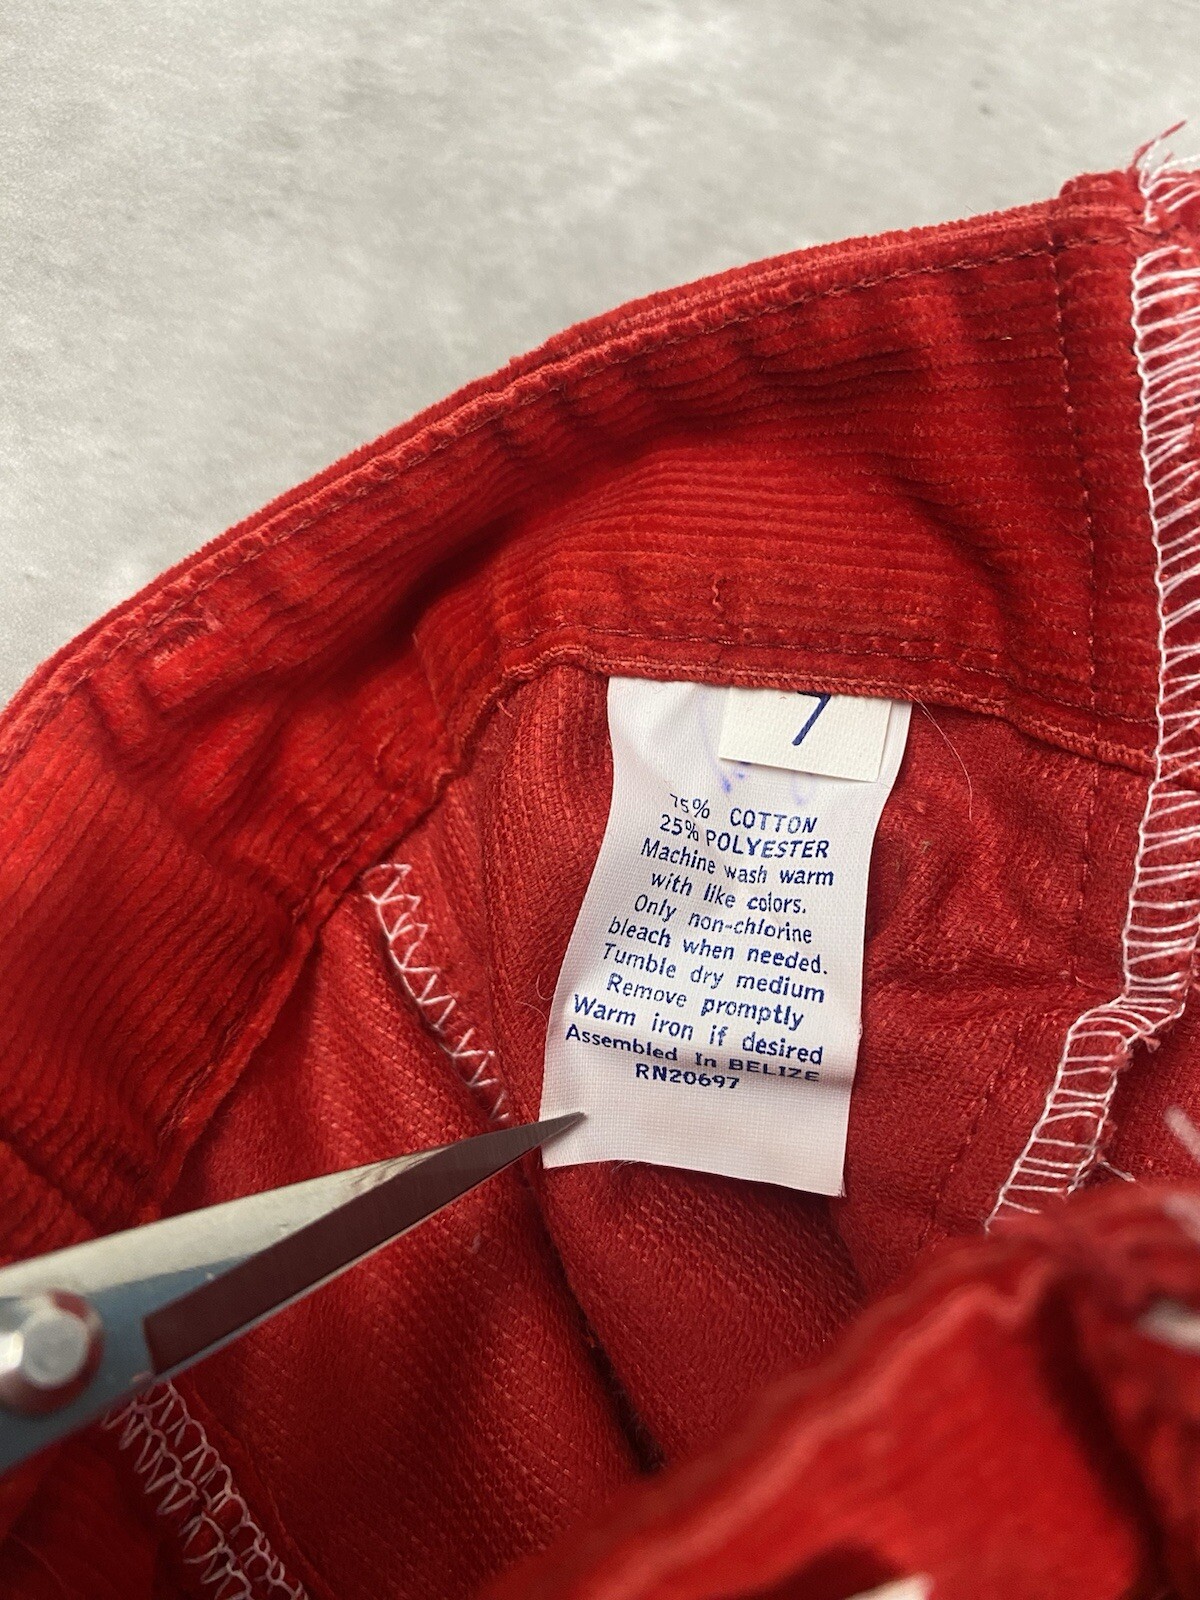 7
75% COTTON
25% POLYESTER
Machine wash warm
with like colors.
Only non-chlorine
bleach when needed.
Tumble dry medium
Remove promptly
Warm iron if desired
Assembled In BELIZE
RN20697